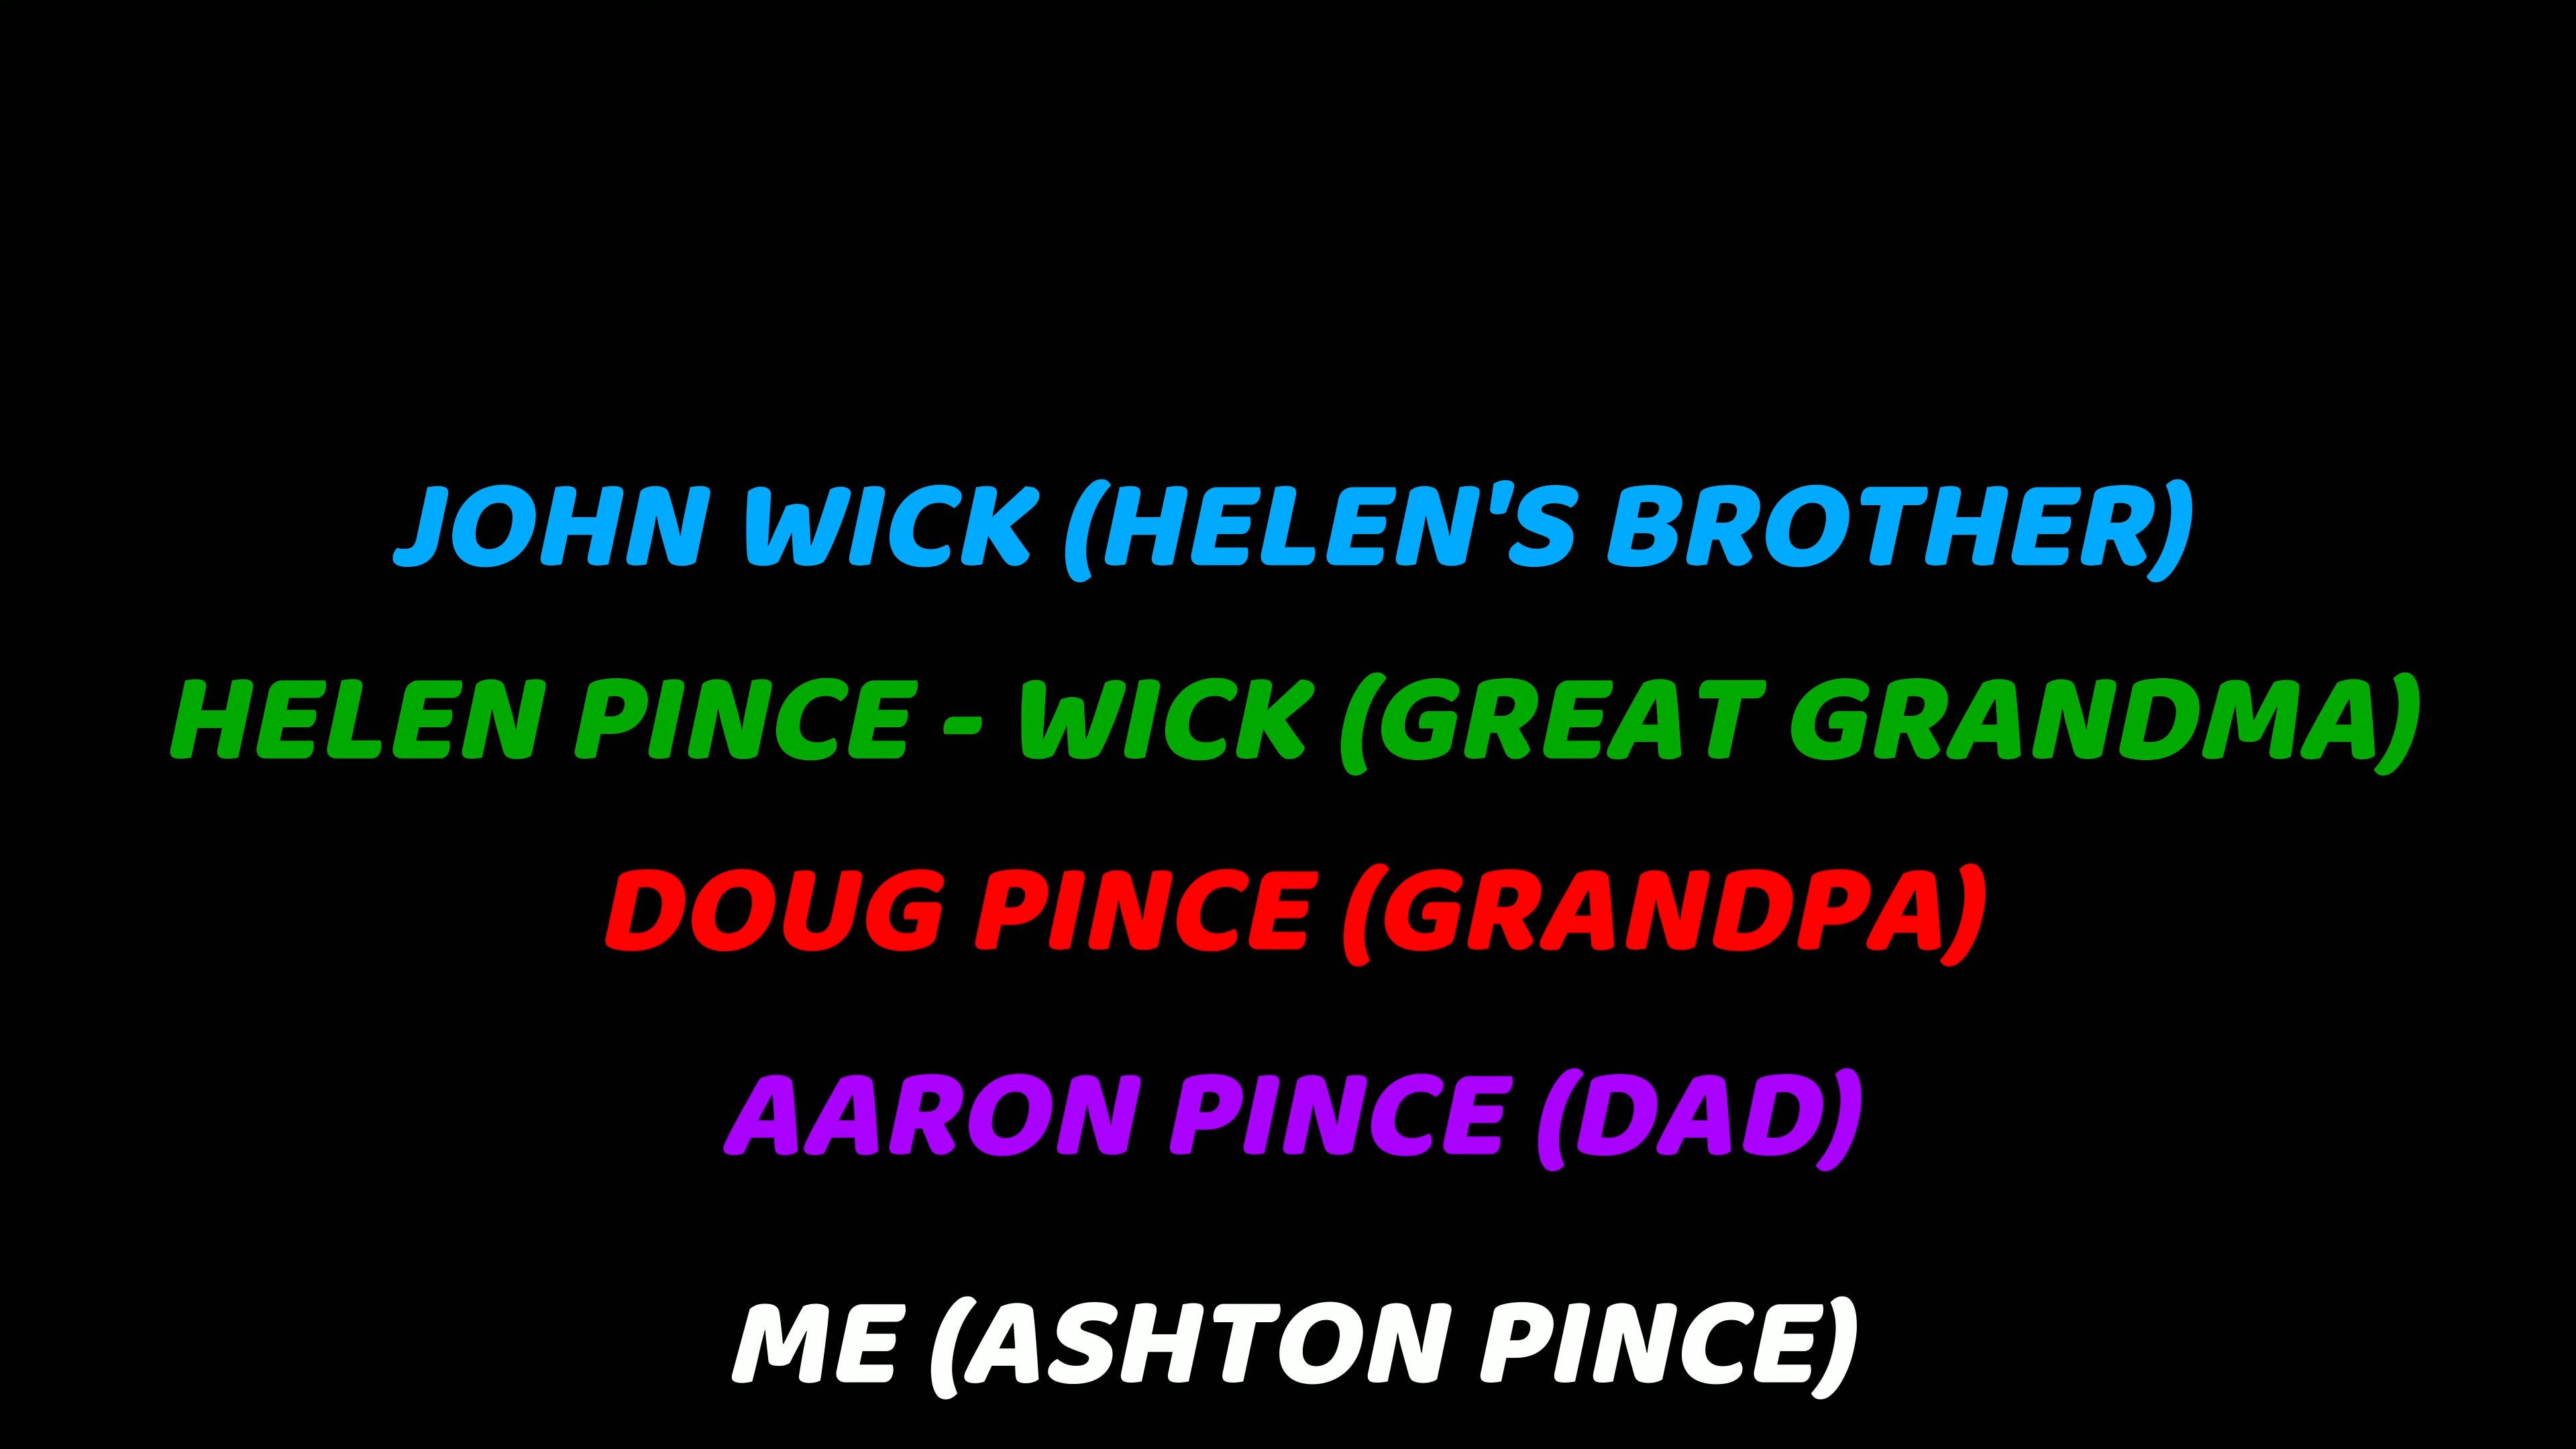 JOHN WICK (HELEN'S BROTHER)
HELEN PINCE - WICK (GREAT GRANDMA)
DOUG PINCE (GRANDPA)
AARON PINCE (DAD)
ME (ASHTON PINCE)